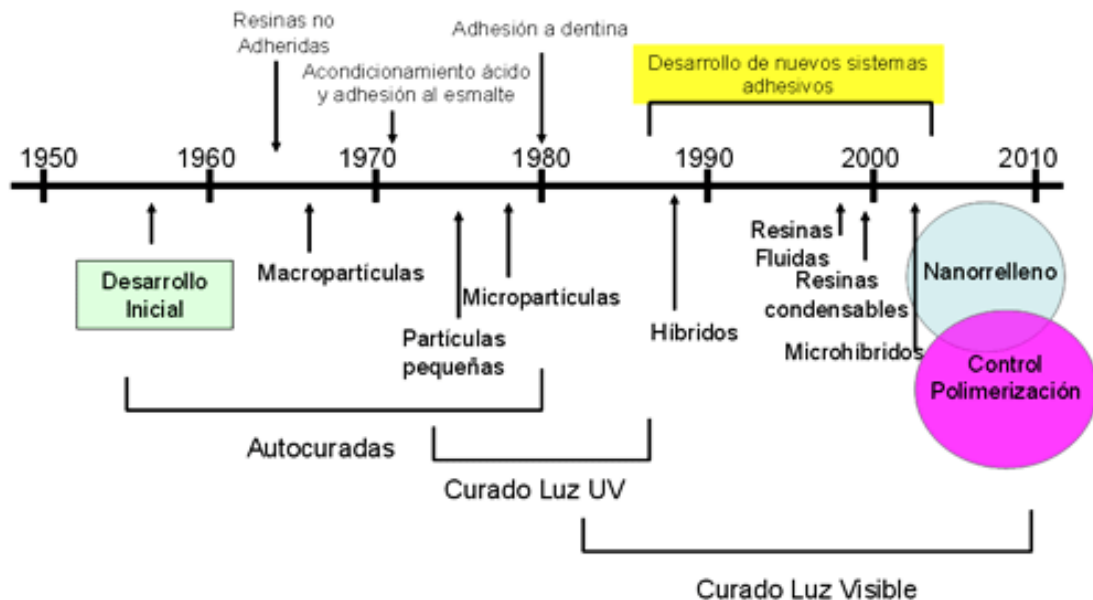 Resinas no
Adheridas
Adhesión a dentina
Acondicionamiento ácido
y adhesión al esmalte
Desarrollo de nuevos sistemas
adhesivos
1950
1960
1970
1980
1990
2000
2010
Desarrollo
Inicial
Macropartículas
Micropartículas
Partículas
pequeñas
Híbridos
Resinas
Fluidas
Resinas
condensables
Microhíbridos
Nanorrelleno
Control
Polimerización
Autocuradas
Curado Luz UV
Curado Luz Visible